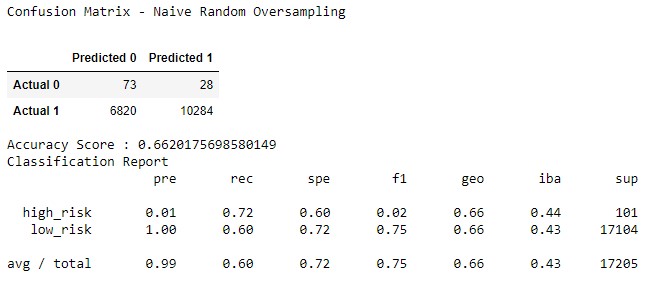 Confusion Matrix - Naive Random Oversampling
Predicted 0 Predicted 1
Actual 0 73 28
Actual 1 6820 10284
Accuracy Score : 0.6620175698580149
Classification Report
pre rec spe f1 geo iba sup
high_risk 0.01 0.72 0.60 0.02 0.66 0.44 101
low_risk 1.00 0.60 0.72 0.75 0.66 0.43 17104
avg / total 0.99 0.60 0.72 0.75 0.66 0.43 17205